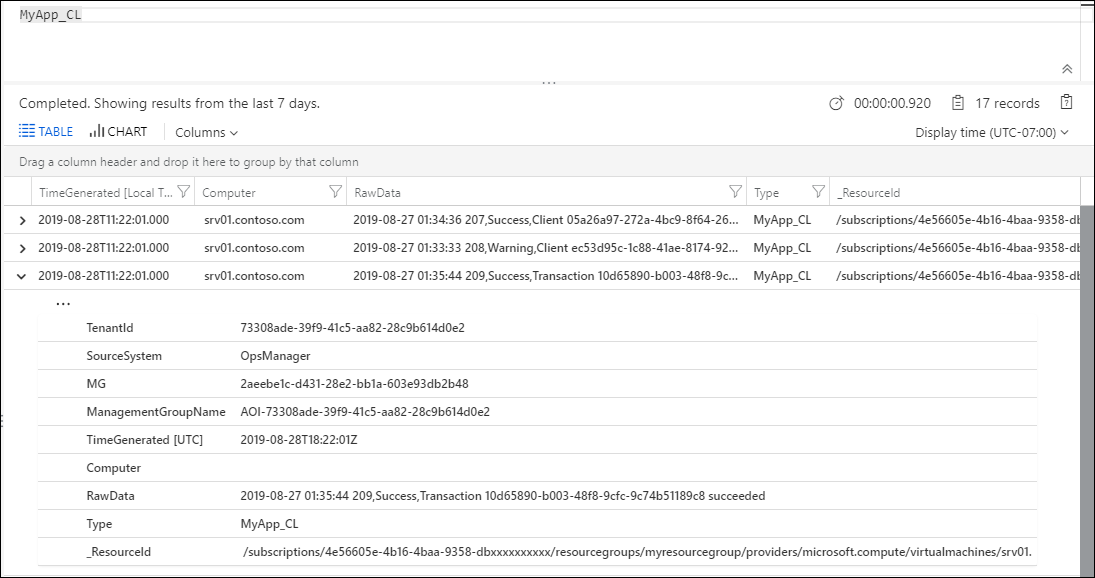 MyApp_CL
...
Completed. Showing results from the last 7 days. 00:00:00.920 17 records
TABLE CHART Columns Display time (UTC-07:00)
Drag a column header and drop it here to group by that column
TimeGenerated [Local T... Computer RawData Type _ResourceId
2019-08-28T11:22:01.000 srv01.contoso.com 2019-08-27 01:34:36 207,Success,Client 05a26a97-272a-4bc9-8f64-26... MyApp_CL /subscriptions/4e56605e-4b16-4baa-9358-db
2019-08-28T11:22:01.000 srv01.contoso.com 2019-08-27 01:33:33 208,Warning,Client ec53d95c-1c88-41ae-8174-92... MyApp_CL /subscriptions/4e56605e-4b16-4baa-9358-db
2019-08-28T11:22:01.000 srv01.contoso.com 2019-08-27 01:35:44 209,Success,Transaction 10d65890-b003-48f8-9c... MyApp_CL /subscriptions/4e56605e-4b16-4baa-9358-db
...
TenantId 73308ade-39f9-41c5-aa82-28c9b614d0e2
SourceSystem OpsManager
MG 2aeebe1c-d431-28e2-bb1a-603e93db2b48
ManagementGroupName AOI-73308ade-39f9-41c5-aa82-28c9b614d0e2
TimeGenerated [UTC] 2019-08-28T18:22:01Z
Computer
RawData 2019-08-27 01:35:44 209,Success,Transaction 10d65890-b003-48f8-9cfc-9c74b51189c8 succeeded
Type MyApp_CL
_ResourceId /subscriptions/4e56605e-4b16-4baa-9358-dbxxxxxxxxxx/resourcegroups/myresourcegroup/providers/microsoft.compute/virtualmachines/srv01.